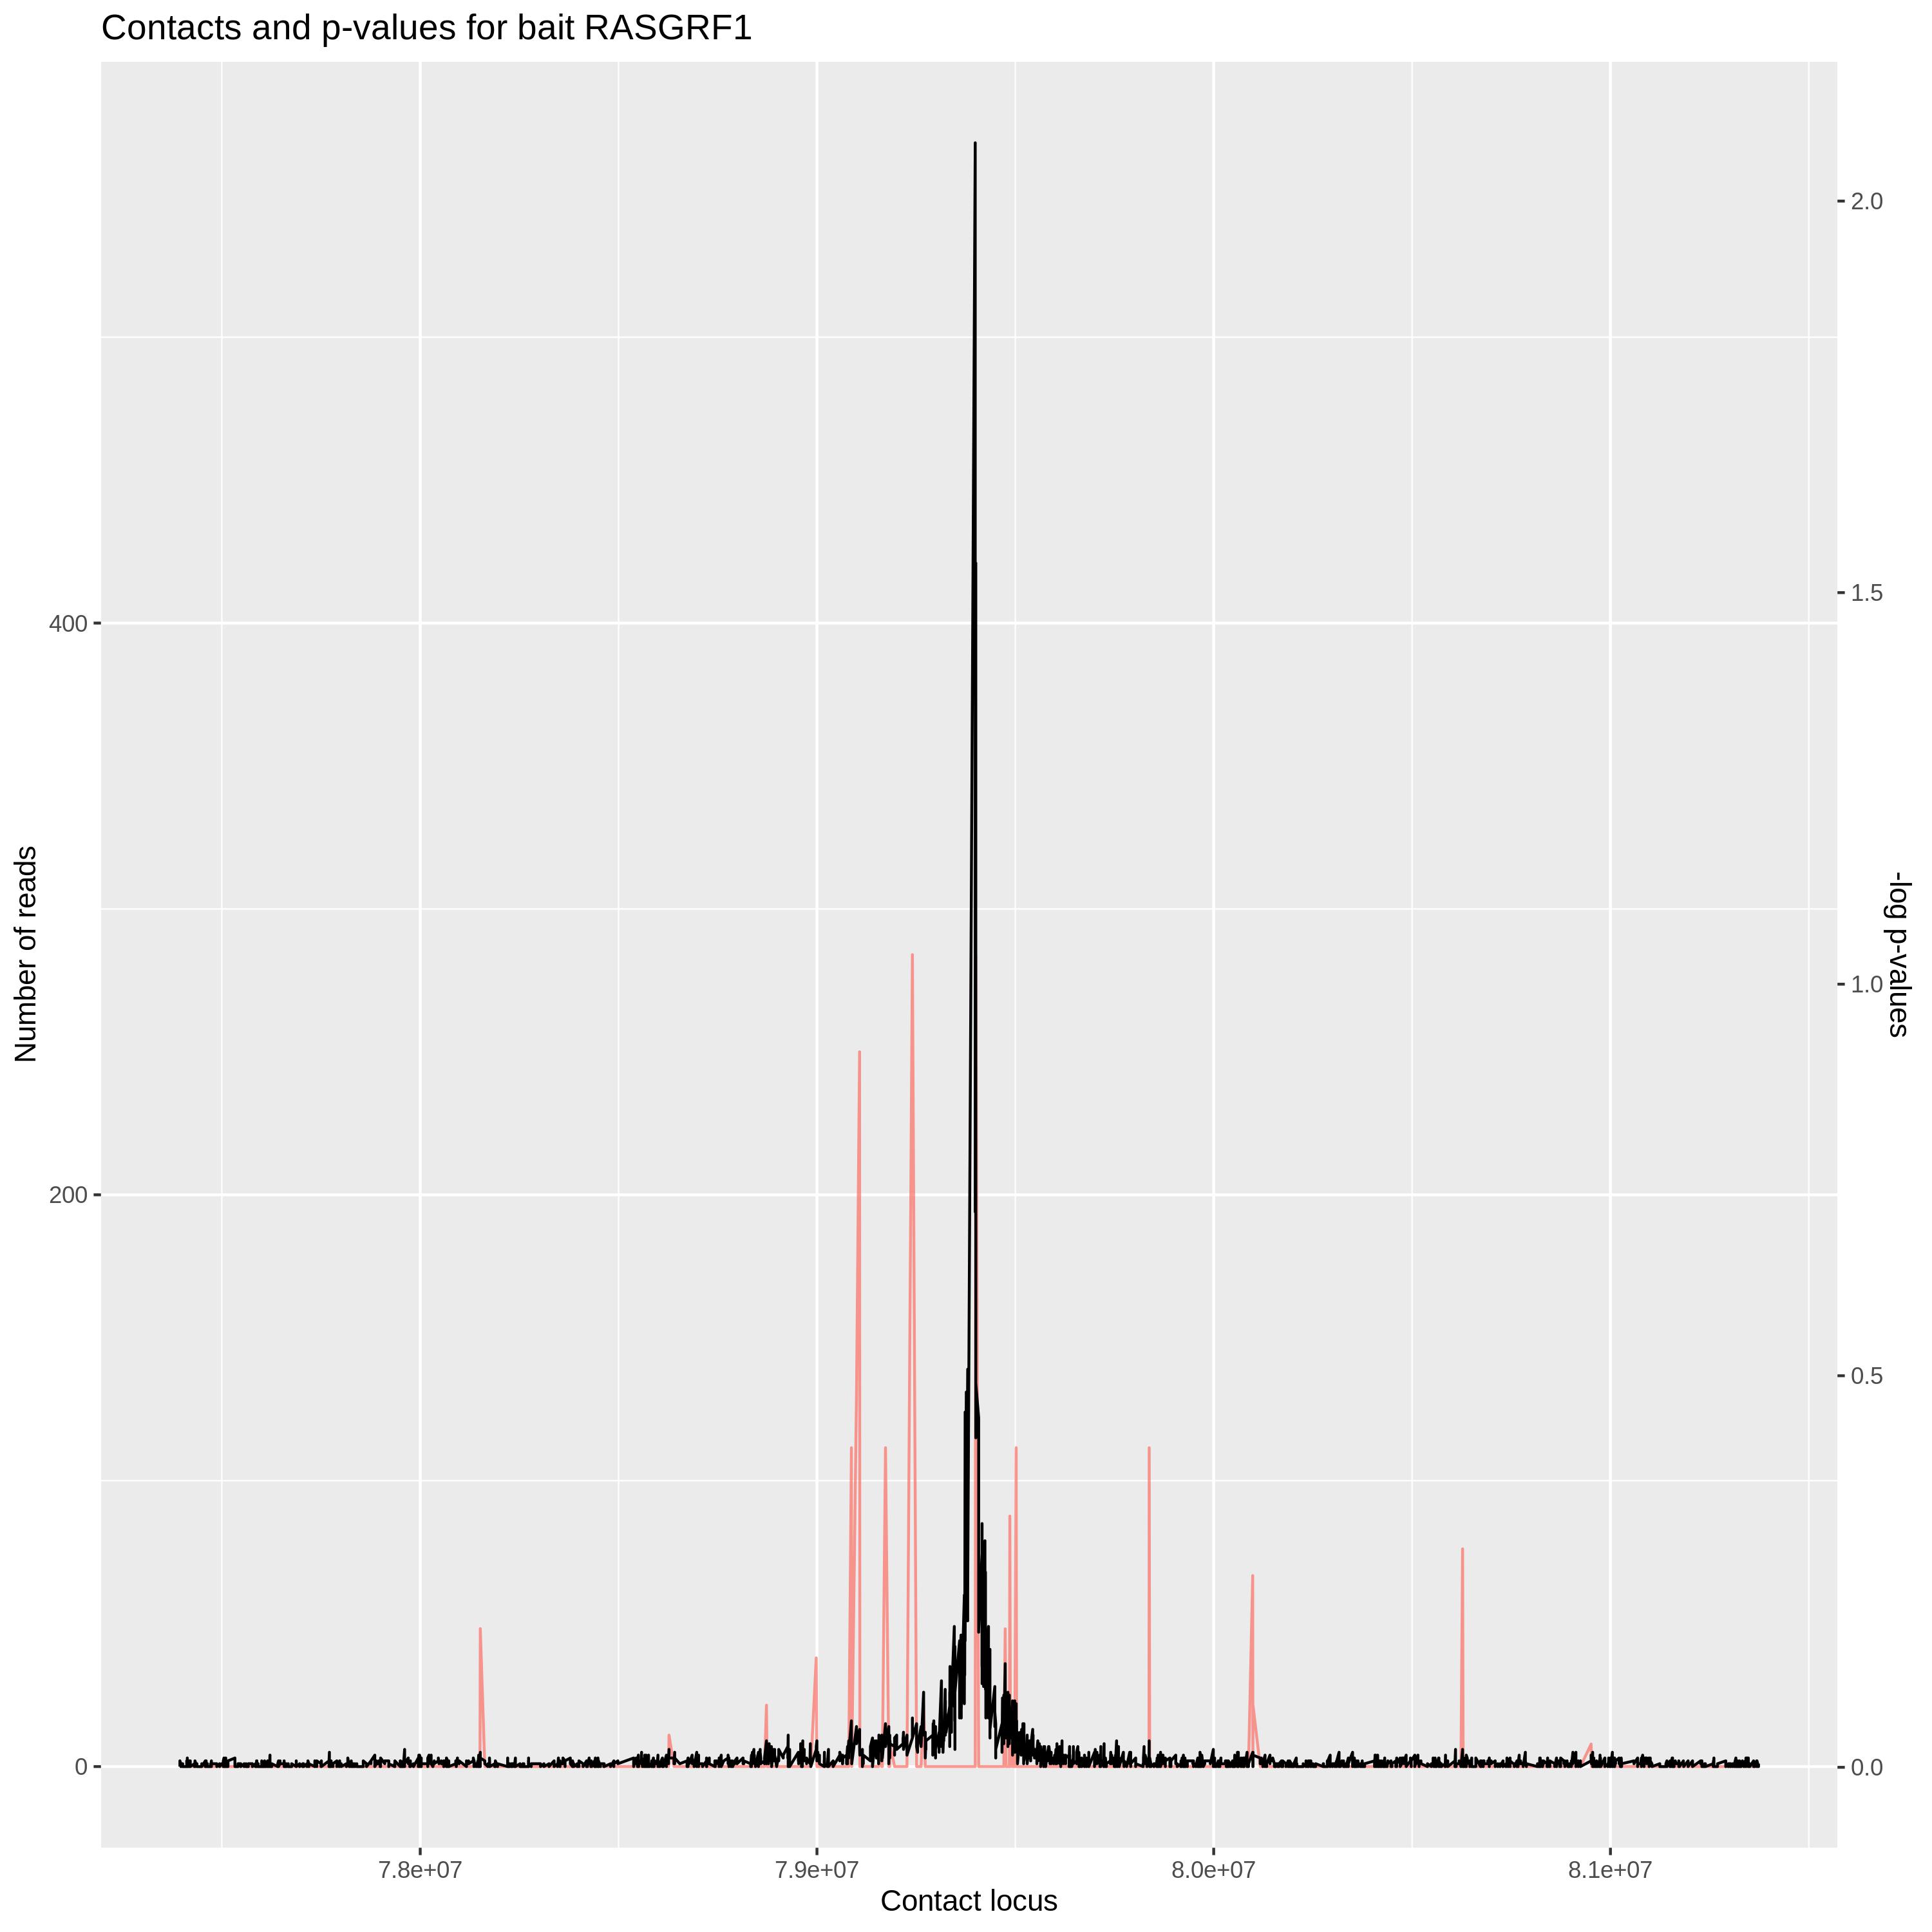 Contacts and p-values for bait RASGRF1
Number of reads
400
200
0
2.0
1.5
1.0
0.5
0.0
-log p-values
7.8e+07
7.9e+07
8.0e+07
8.1e+07
Contact locus